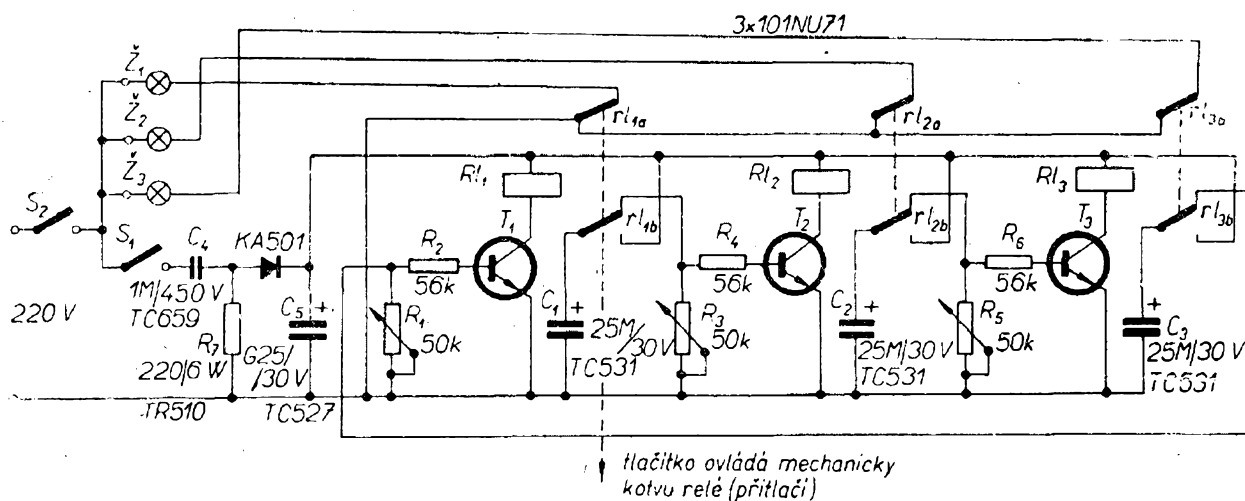 3×101NU71
Ž1
Ž2
Ž3
rl1a
rl2a
rl3a
S2
S1
C4
KA501
1M/450 V
TC659
220 V
R7
220/6 W
TR510
C5 +
G25/
/30 V
TC527
R1
50k
R2
56k
T1
Rl1
rl1b
C1 +
25M/
/30V
TC531
R3
50k
R4
56k
T2
Rl2
rl2b
C2 +
25M/30 V
TC531
R5
50k
R6
56k
T3
Rl3
rl3b
+
C3
25M/30 V
TC531
tlačítko ovládá mechanicky
kotvu relé (přitlačí)